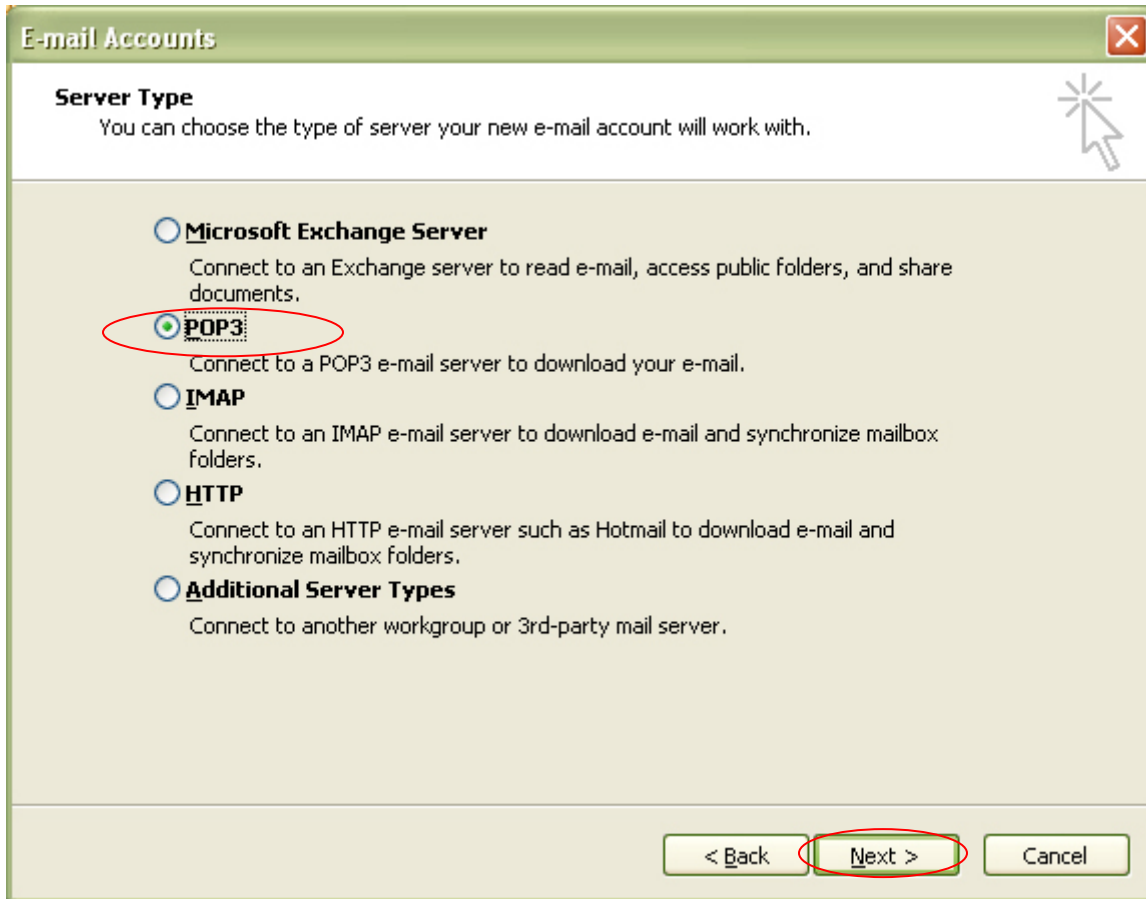 E-mail Accounts
Server Type
You can choose the type of server your new e-mail account will work with.
Microsoft Exchange Server
Connect to an Exchange server to read e-mail, access public folders, and share
documents.
POP3
Connect to a POP3 e-mail server to download your e-mail.
IMAP
Connect to an IMAP e-mail server to download e-mail and synchronize mailbox
folders.
HTTP
Connect to an HTTP e-mail server such as Hotmail to download e-mail and
synchronize mailbox folders.
Additional Server Types
Connect to another workgroup or 3rd-party mail server.
< Back Next > Cancel